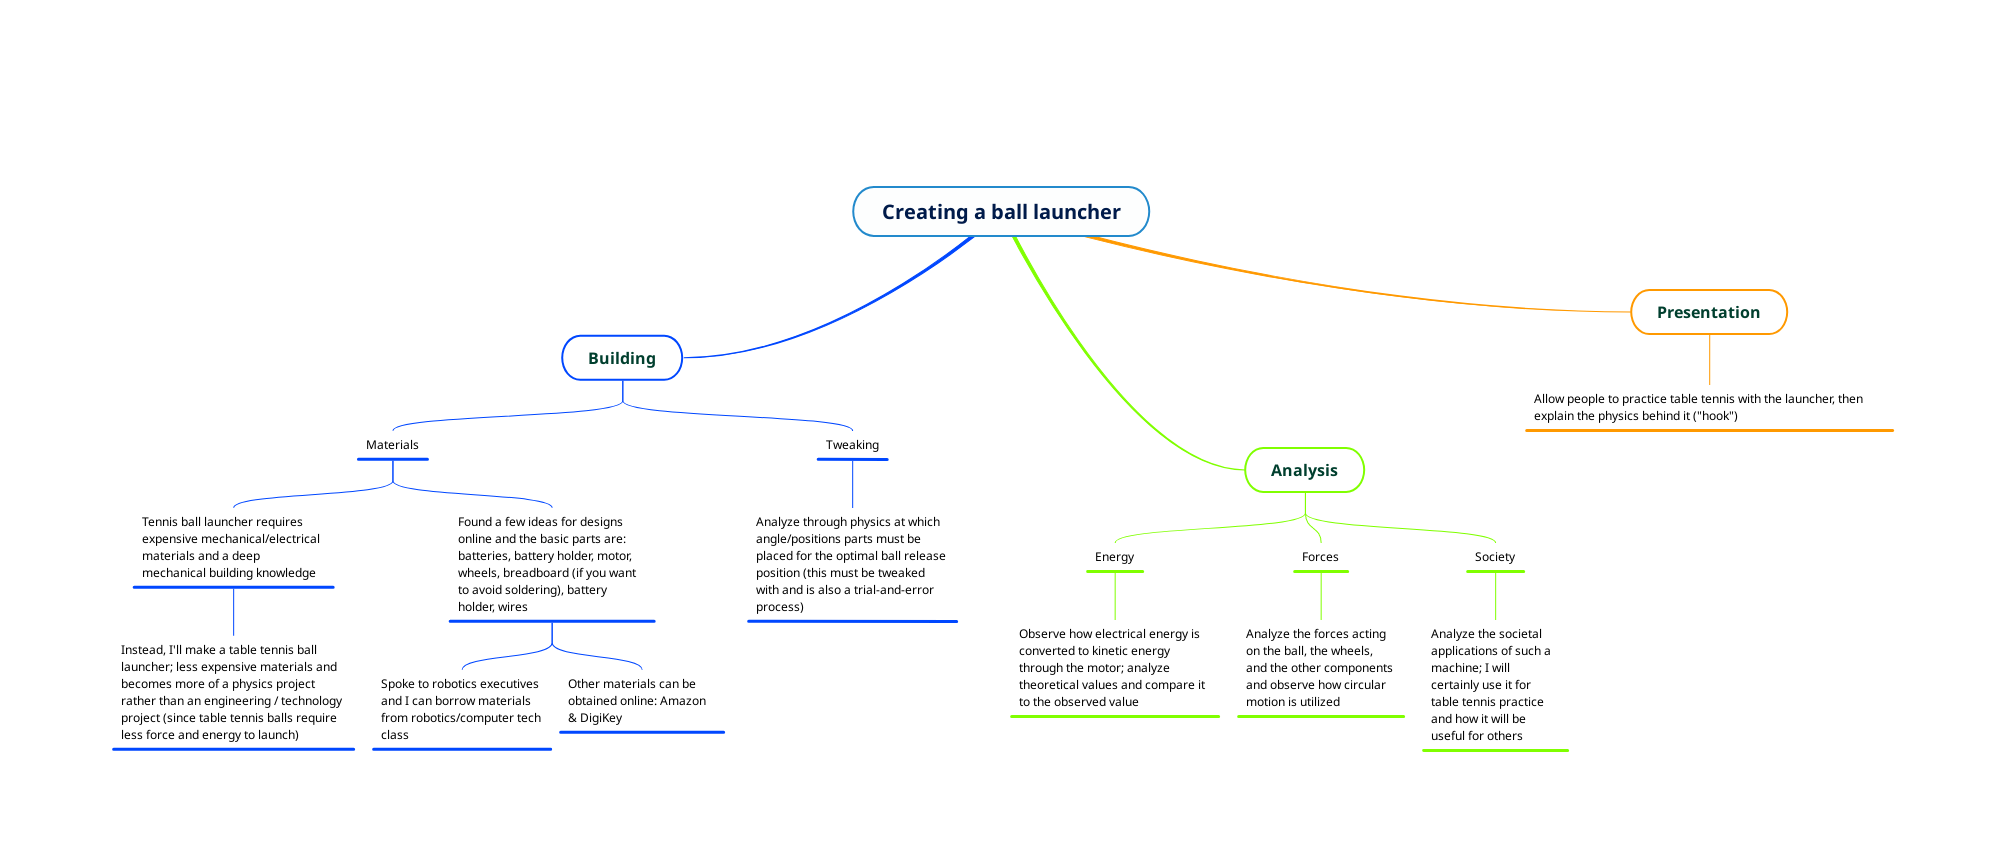 Creating a ball launcher
Presentation
Allow people to practice table tennis with the launcher, then
explain the physics behind it ("hook")
Building
Materials
Tennis ball launcher requires
expensive mechanical/electrical
materials and a deep
mechanical building knowledge
Instead, I'll make a table tennis ball
launcher; less expensive materials and
becomes more of a physics project
rather than an engineering / technology
project (since table tennis balls require
less force and energy to launch)
Found a few ideas for designs
online and the basic parts are:
batteries, battery holder, motor,
wheels, breadboard (if you want
to avoid soldering), battery
holder, wires
Spoke to robotics executives
and I can borrow materials
from robotics/computer tech
class
Other materials can be
obtained online: Amazon
& DigiKey
Tweaking
Analyze through physics at which
angle/positions parts must be
placed for the optimal ball release
position (this must be tweaked
with and is also a trial-and-error
process)
Analysis
Energy
Observe how electrical energy is
converted to kinetic energy
through the motor; analyze
theoretical values and compare it
to the observed value
Forces
Analyze the forces acting
on the ball, the wheels,
and the other components
and observe how circular
motion is utilized
Society
Analyze the societal
applications of such a
machine; I will
certainly use it for
table tennis practice
and how it will be
useful for others